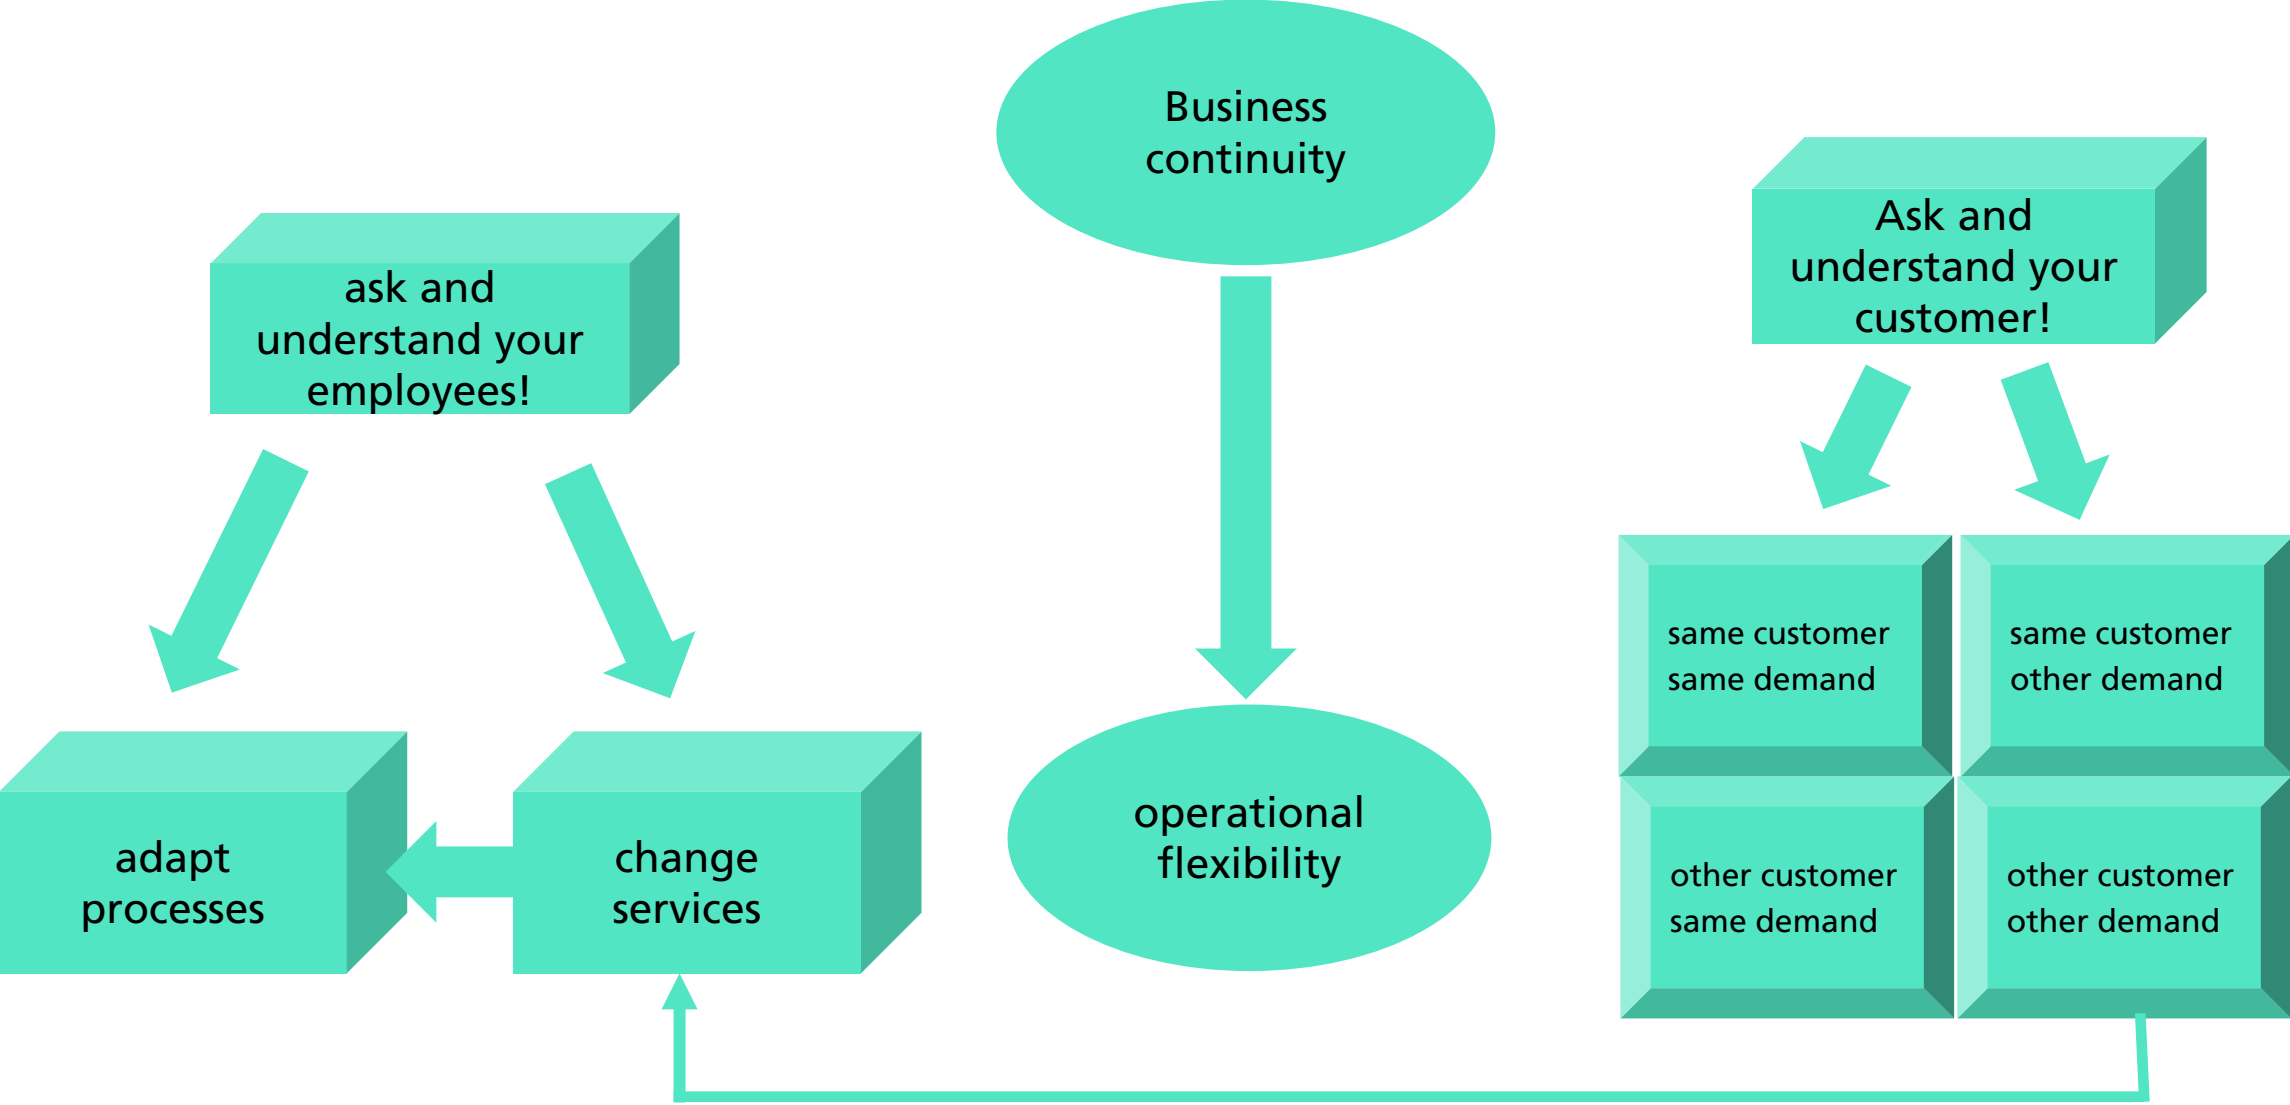 Business
continuity
ask and
understand your
employees!
Ask and
understand your
customer!
same customer
same demand
same customer
other demand
adapt
processes
change
services
operational
flexibility
other customer
same demand
other customer
other demand